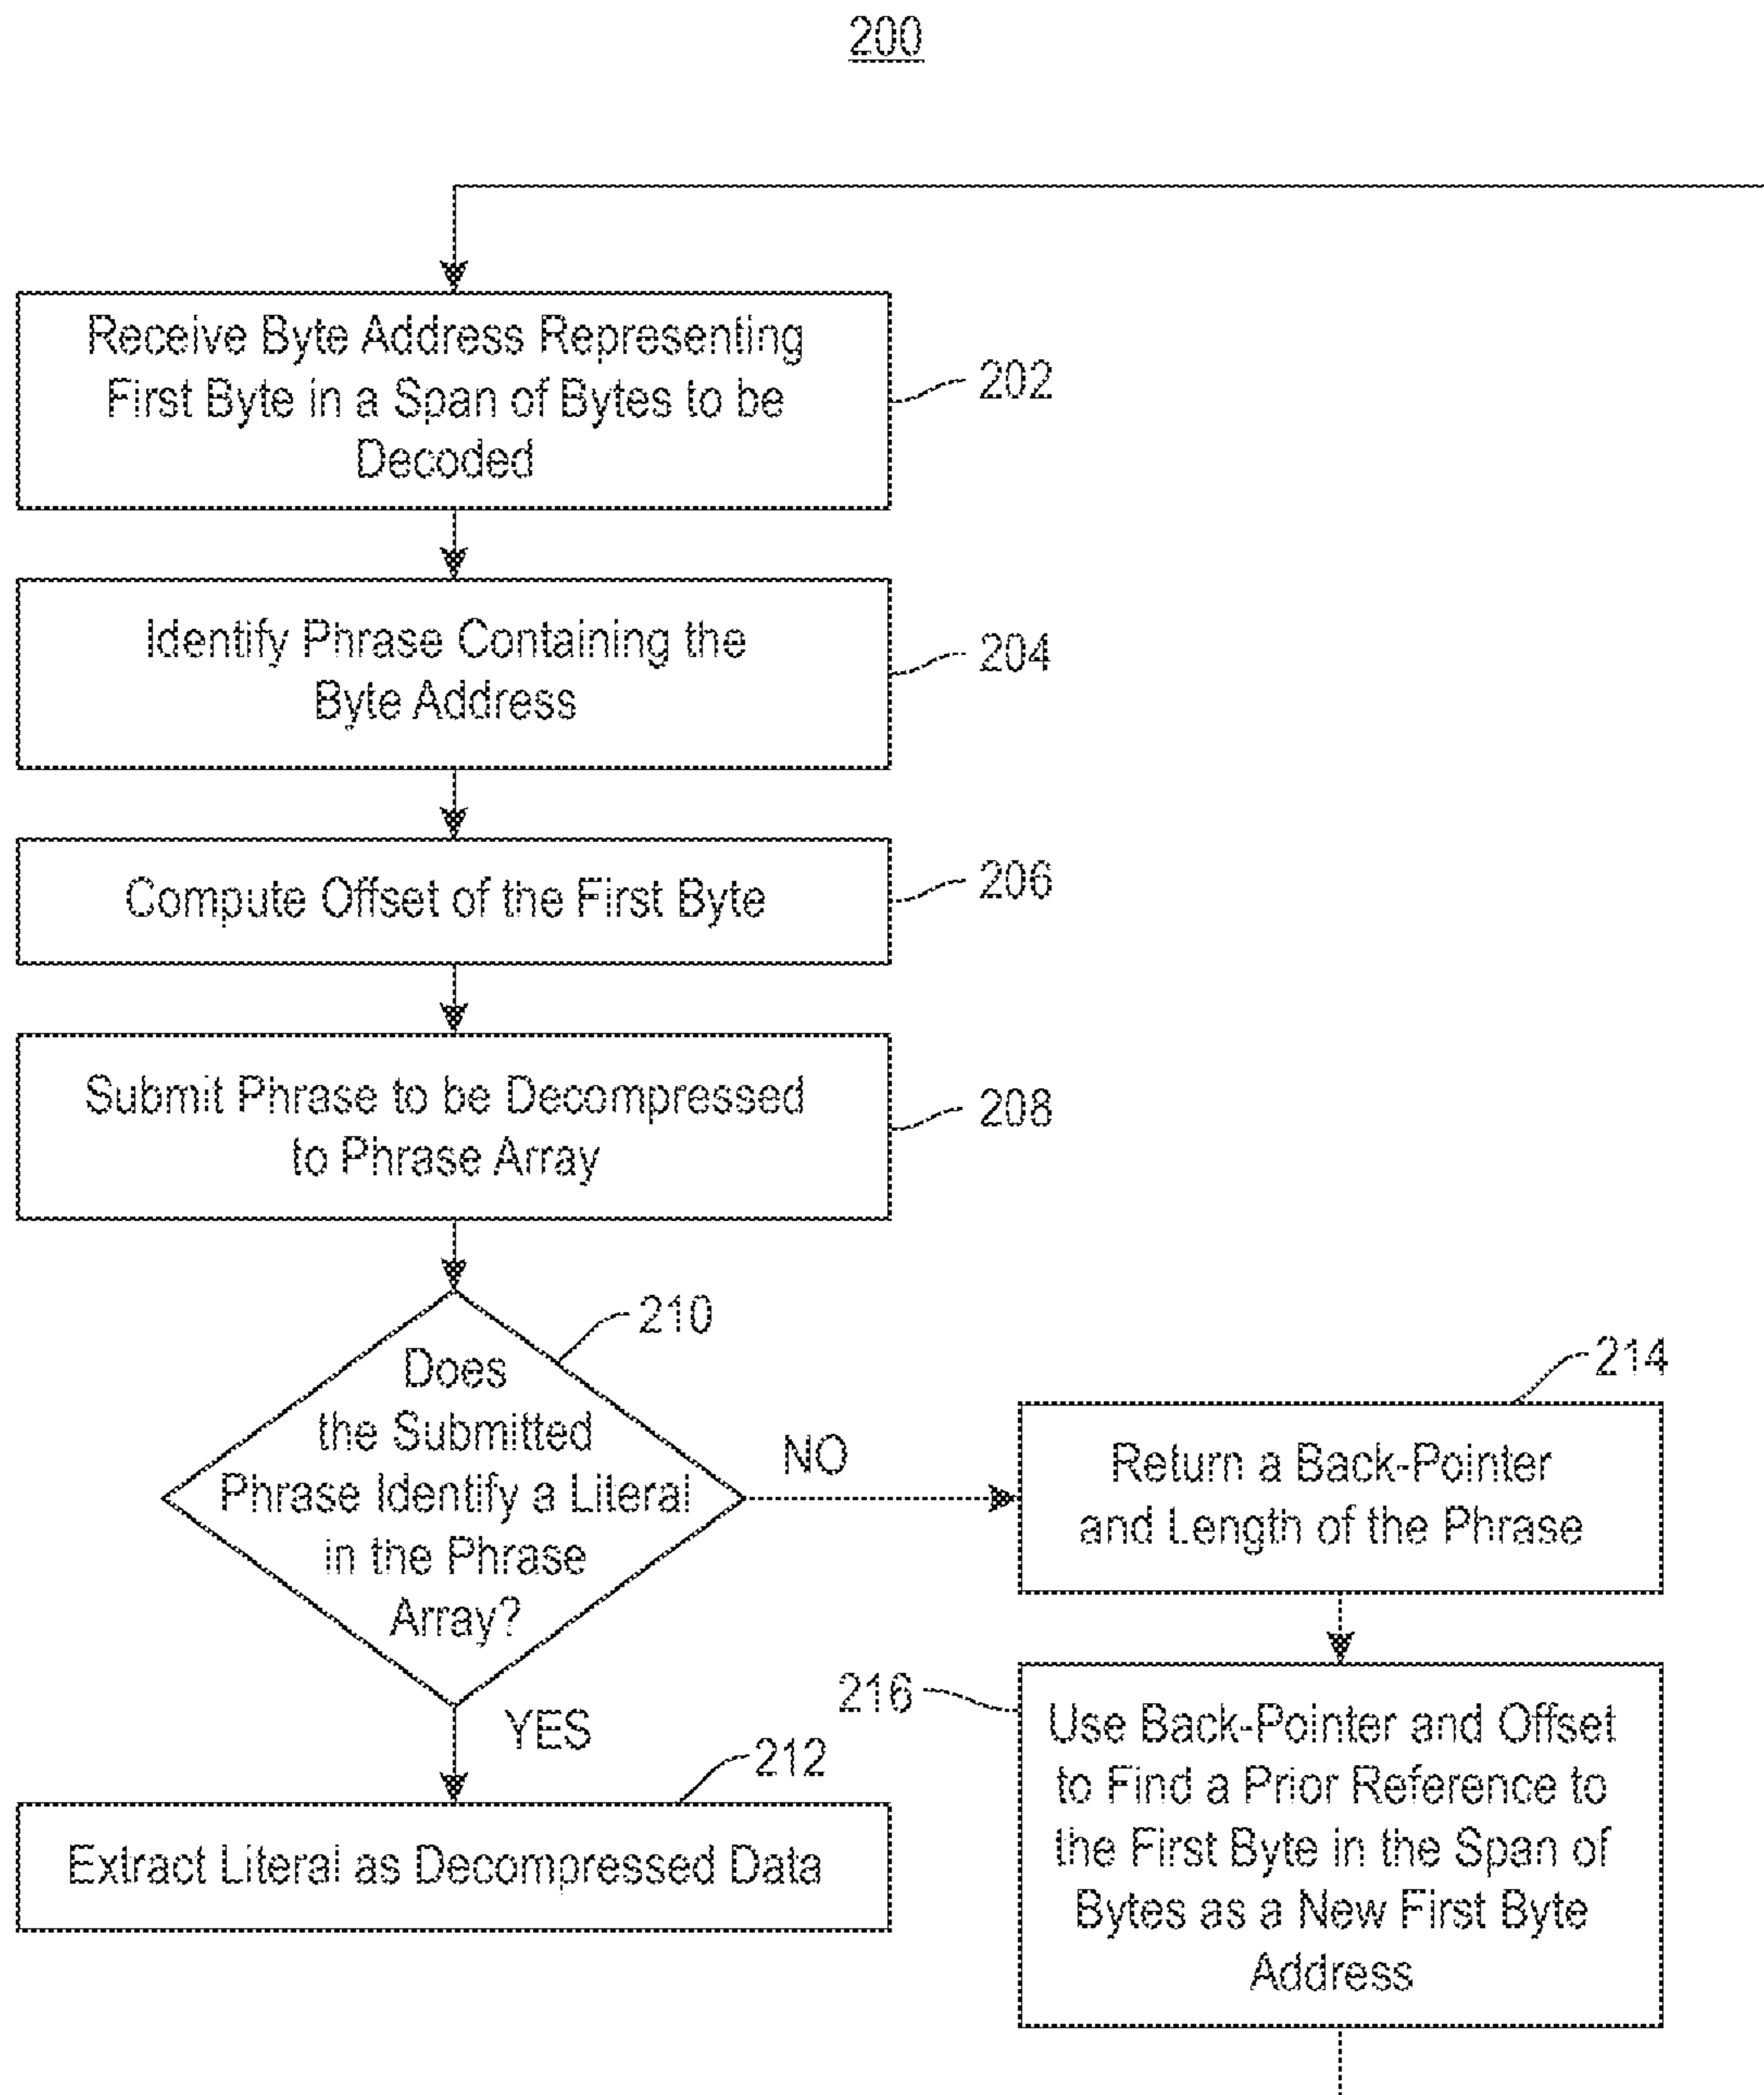 200
Receive Byte Address Representing
First Byte in a Span of Bytes to be
Decoded
202
Identify Phrase Containing the
Byte Address
204
Compute Offset of the First Byte
206
Submit Phrase to be Decompressed
to Phrase Array
208
210
Does
the Submitted
Phrase Identify a Literal
in the Phrase
Array?
NO
214
Return a Back-Pointer
and Length of the Phrase
YES
212
Extract Literal as Decompressed Data
216
Use Back-Pointer and Offset
to Find a Prior Reference to
the First Byte in the Span of
Bytes as a New First Byte
Address